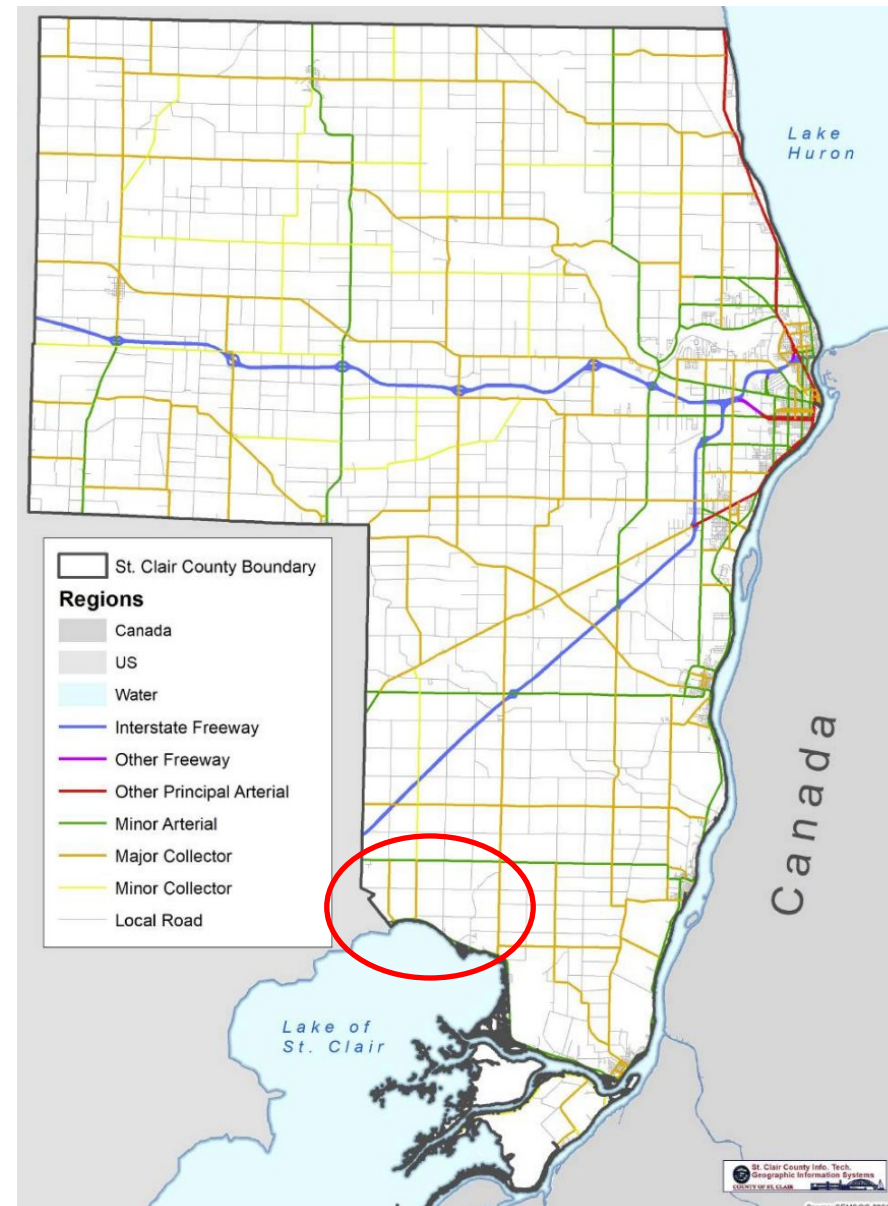 Lake
Huron
St. Clair County Boundary
Regions
Canada
US
Water
Interstate Freeway
Other Freeway
Other Principal Arterial
Minor Arterial
Major Collector
Minor Collector
Local Road
Canada
Lake of
St. Clair
St. Clair County Info. Tech.
Geographic Information Systems
COUNTY OF ST. CLAIR